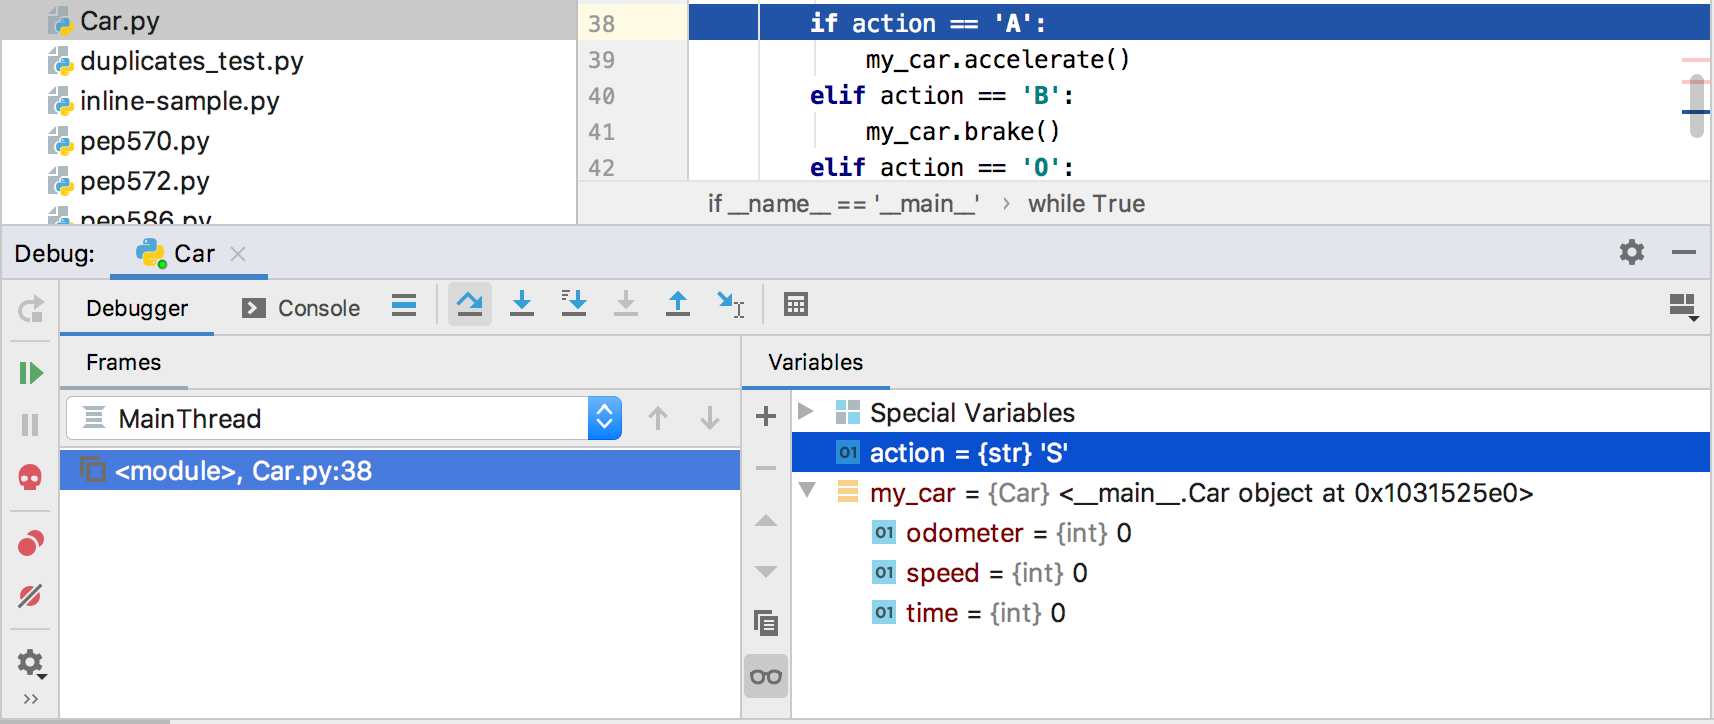 Car.py
duplicates_test.py
inline-sample.py
pep570.py
pep572.py
pep586.py
38 if action == 'A':
39 my_car.accelerate()
40 elif action == 'B':
41 my_car.brake()
42 elif action == 'O':
if __name__ == '__main__' › while True
Debug: Car
Debugger Console
Frames
MainThread
<module>, Car.py:38
Variables
Special Variables
01 action = {str} 'S'
my_car = {Car} <__main__.Car object at 0x1031525e0>
01 odometer = {int} 0
01 speed = {int} 0
01 time = {int} 0